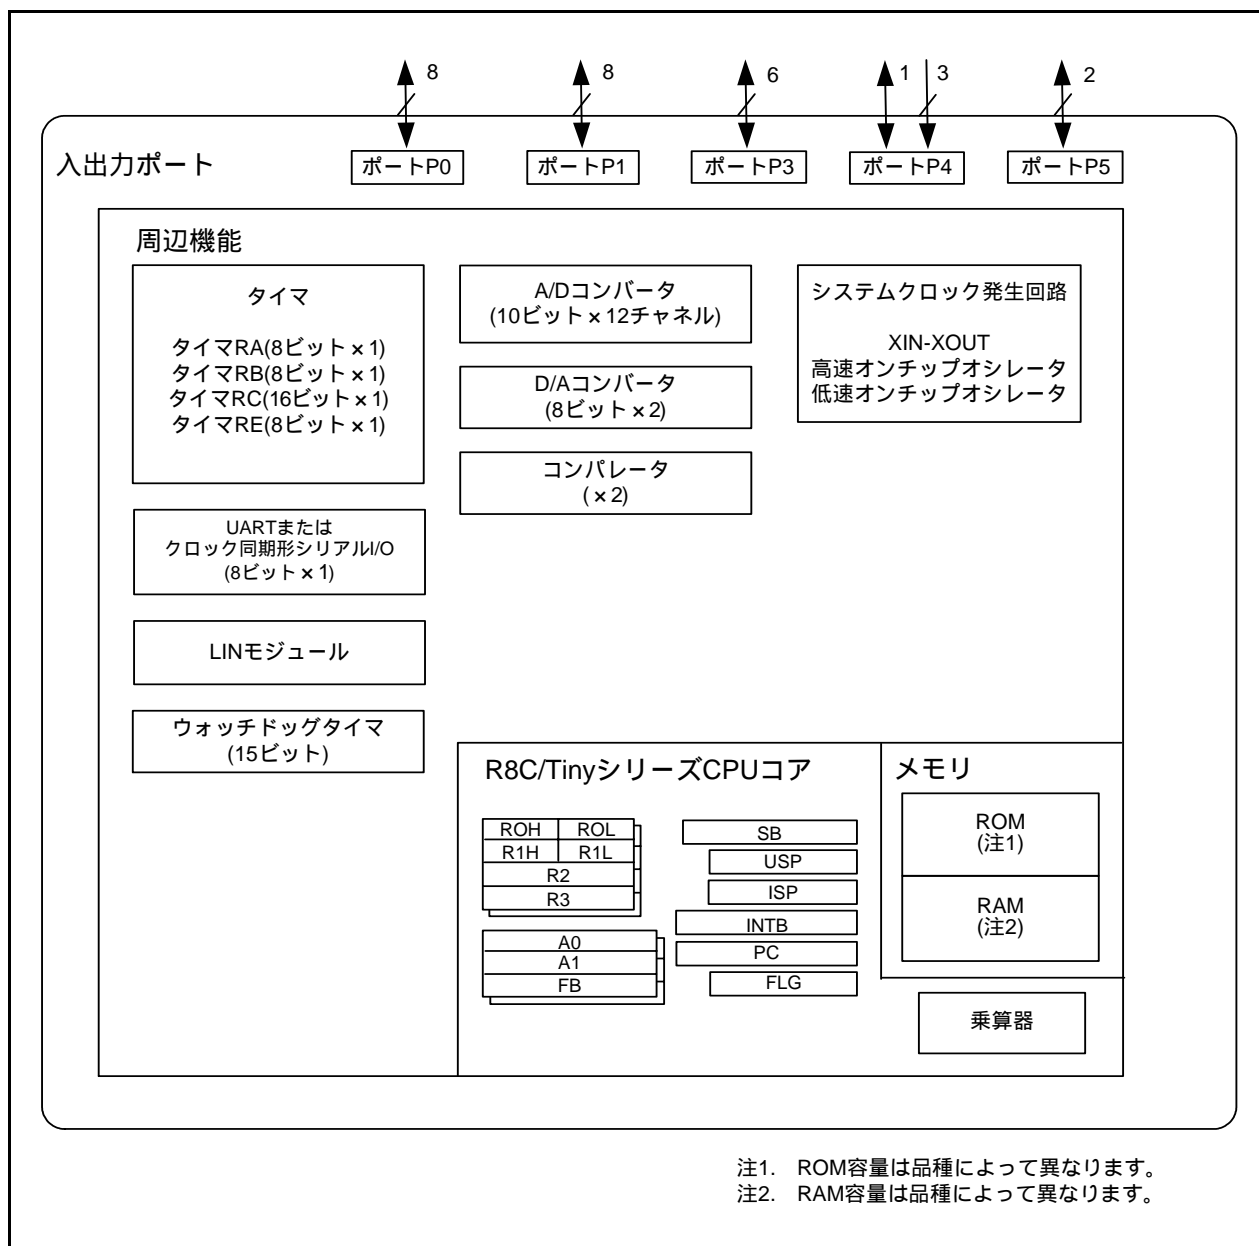 8
8
6
1
3
2
入出力ポート
ポートP0
ポートP1
ポートP3
ポートP4
ポートP5
周辺機能
タイマ
タイマRA(8ビット×1)
タイマRB(8ビット×1)
タイマRC(16ビット×1)
タイマRE(8ビット×1)
UARTまたは
クロック同期形シリアルI/O
(8ビット×1)
LINモジュール
ウォッチドッグタイマ
(15ビット)
A/Dコンバータ
(10ビット×12チャネル)
D/Aコンバータ
(8ビット×2)
コンパレータ
(×2)
システムクロック発生回路
XIN-XOUT
高速オンチップオシレータ
低速オンチップオシレータ
R8C/TinyシリーズCPUコア
ROH
ROL
R1H
R1L
R2
R3
A0
A1
FB
SB
USP
ISP
INTB
PC
FLG
メモリ
ROM
(注1)
RAM
(注2)
乗算器
注1. ROM容量は品種によって異なります。
注2. RAM容量は品種によって異なります。